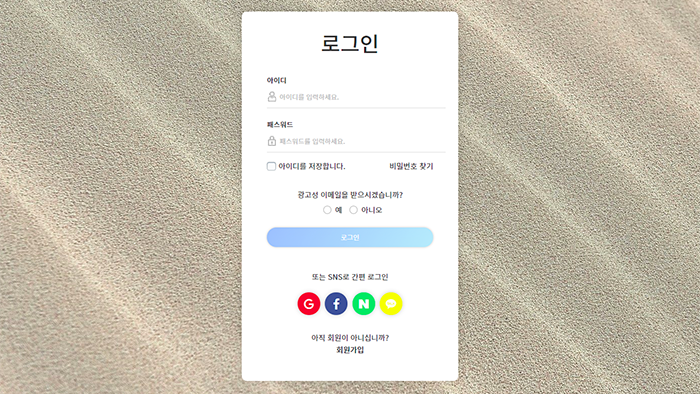 로그인
아이디
아이디를 입력하세요.
패스워드
패스워드를 입력하세요.
아이디를 저장합니다. 비밀번호 찾기
광고성 이메일을 받으시겠습니까?
예 아니오
로그인
또는 SNS로 간편 로그인
G f N
아직 회원이 아니십니까?
회원가입